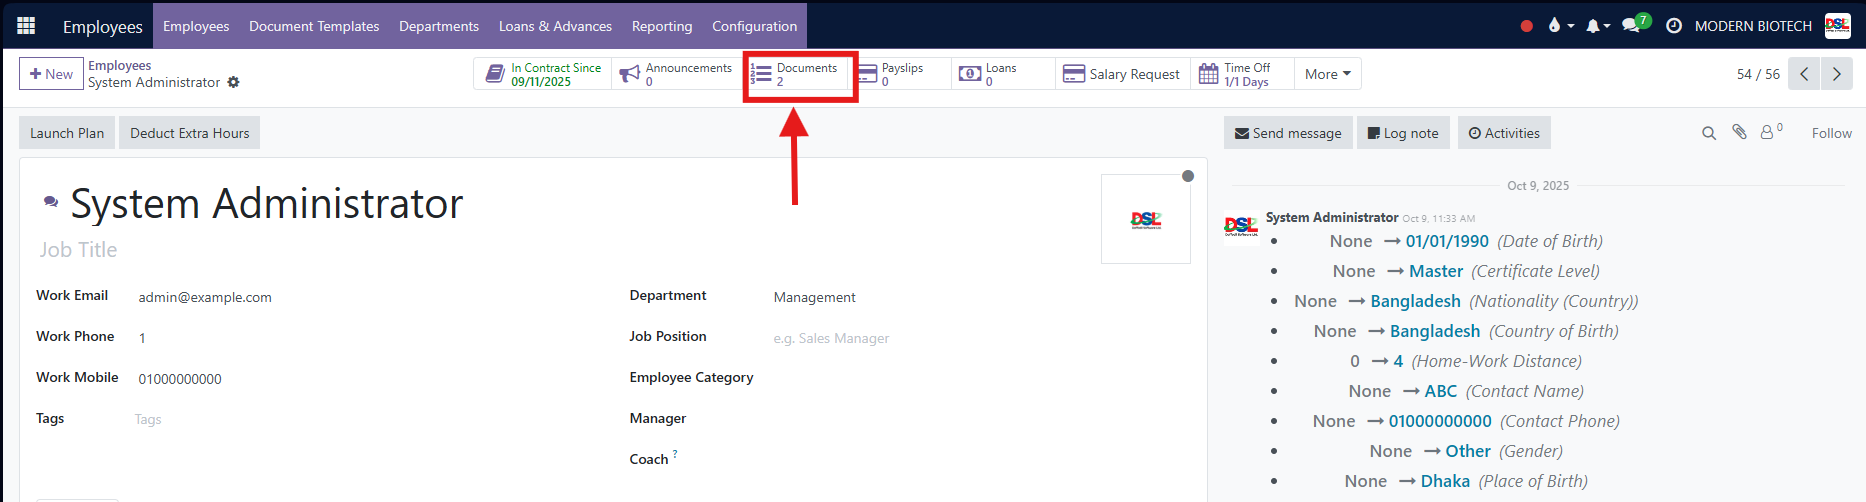 Employees Employees Document Templates Departments Loans & Advances Reporting Configuration 7 MODERN BIOTECH DSL
+ New Employees
System Administrator
In Contract Since
09/11/2025
Announcements
0
Documents
2
Payslips
0
Loans
0
Salary Request
Time Off
1/1 Days
More
54 / 56
Launch Plan Deduct Extra Hours
Send message Log note Activities 0 Follow
System Administrator
Job Title
DSL
Work Email admin@example.com
Work Phone 1
Work Mobile 01000000000
Tags Tags
Department Management
Job Position e.g. Sales Manager
Employee Category
Manager
Coach ?
Oct 9, 2025
DSL
System Administrator Oct 9, 11:33 AM
• None → 01/01/1990 (Date of Birth)
• None → Master (Certificate Level)
• None → Bangladesh (Nationality (Country))
• None → Bangladesh (Country of Birth)
• 0 → 4 (Home-Work Distance)
• None → ABC (Contact Name)
• None → 01000000000 (Contact Phone)
• None → Other (Gender)
• None → Dhaka (Place of Birth)